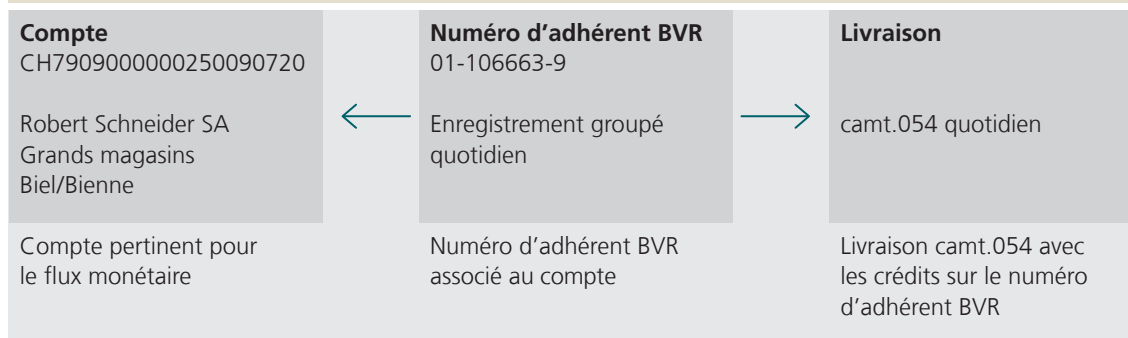 Compte
CH7909000000250090720
Robert Schneider SA
Grands magasins
Biel/Bienne
Compte pertinent pour
le flux monétaire
Numéro d’adhérent BVR
01-106663-9
Enregistrement groupé
quotidien
Numéro d’adhérent BVR
associé au compte
Livraison
camt.054 quotidien
Livraison camt.054 avec
les crédits sur le numéro
d’adhérent BVR